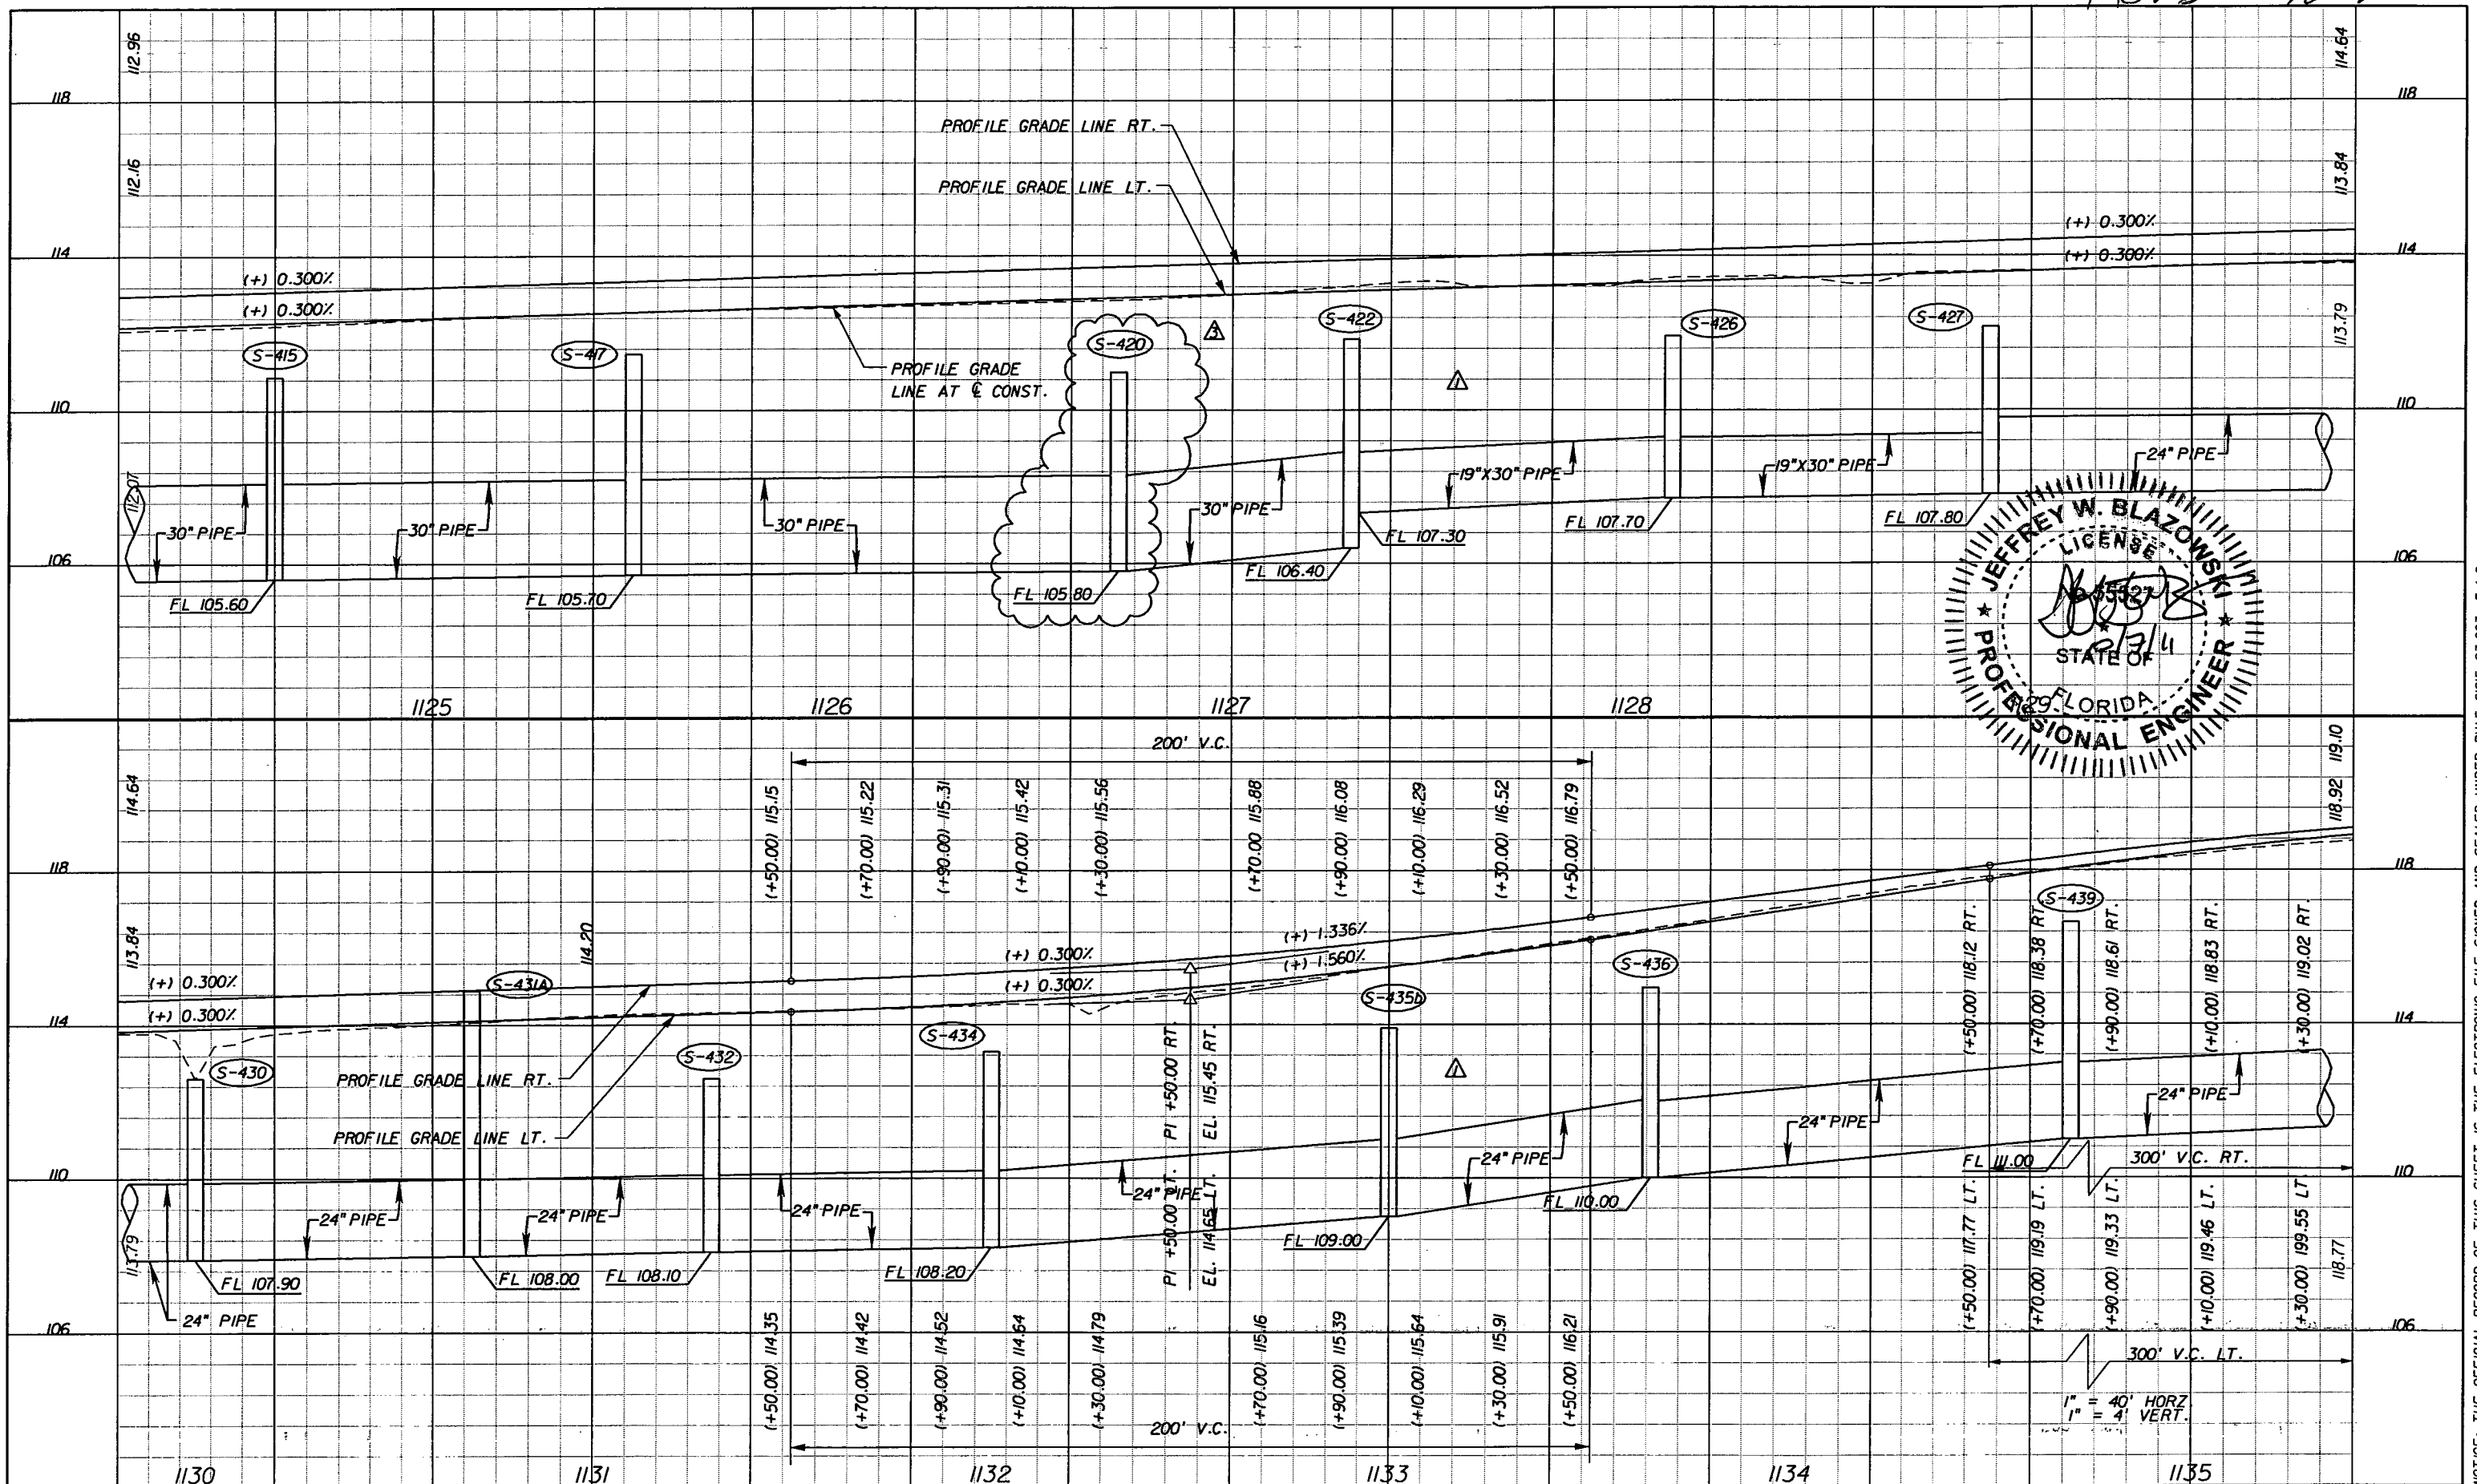 112.96
112.16
114.64
113.84
113.79
118
118
PROFILE GRADE LINE RT.
PROFILE GRADE LINE LT.
(+) 0.300%
(+) 0.300%
114
114
(+) 0.300%
(+) 0.300%
S-415
S-417
S-420
3
S-422
S-426
S-427
PROFILE GRADE
LINE AT ℄ CONST.
1
110
110
112.07
30" PIPE
30" PIPE
30" PIPE
30" PIPE
19"X30" PIPE
19"X30" PIPE
24" PIPE
106
106
FL 105.60
FL 105.70
FL 105.80
FL 106.40
FL 107.30
FL 107.70
FL 107.80
JEFFREY W. BLAZOWSKI
LICENSE
No 55527
STATE OF
FLORIDA
PROFESSIONAL ENGINEER
1125
1126
1127
1128
1129
200' V.C.
114.64
113.84
(+50.00) 115.15
(+70.00) 115.22
(+90.00) 115.31
(+10.00) 115.42
(+30.00) 115.56
(+70.00 115.88
(+90.00) 116.08
(+10.00) 116.29
(+30.00) 116.52
(+50.00) 116.79
118.92 119.10
118
118
114.20
(+) 0.300%
(+) 0.300%
(+) 0.300%
(+) 1.336%
(+) 0.300%
(+) 1.560%
S-430
S-431A
S-432
S-434
S-435b
S-436
S-439
114
114
PROFILE GRADE LINE RT.
PROFILE GRADE LINE LT.
1
PI +50.00 RT.
EL. 115.45 RT.
PI +50.00 LT.
EL. 114.65 LT.
(+50.00) 118.12 RT.
(+70.00) 118.38 RT.
(+90.00) 118.61 RT.
(+10.00) 118.83 RT.
(+30.00) 119.02 RT.
110
110
113.79
24" PIPE
24" PIPE
24" PIPE
24" PIPE
24" PIPE
24" PIPE
24" PIPE
24" PIPE
FL 107.90
FL 108.00
FL 108.10
FL 108.20
FL 109.00
FL 110.00
FL 111.00
300' V.C. RT.
(+50.00) 117.77 LT.
(+70.00) 119.19 LT.
(+90.00) 119.33 LT.
(+10.00) 119.46 LT.
(+30.00) 199.55 LT.
118.77
106
106
(+50.00) 114.35
(+70.00) 114.42
(+90.00) 114.52
(+10.00) 114.64
(+30.00) 114.79
(+70.00) 115.16
(+90.00) 115.39
(+10.00) 115.64
(+30.00) 115.91
(+50.00) 116.21
300' V.C. LT.
1" = 40' HORZ.
1" = 4' VERT.
200' V.C.
1130
1131
1132
1133
1134
1135